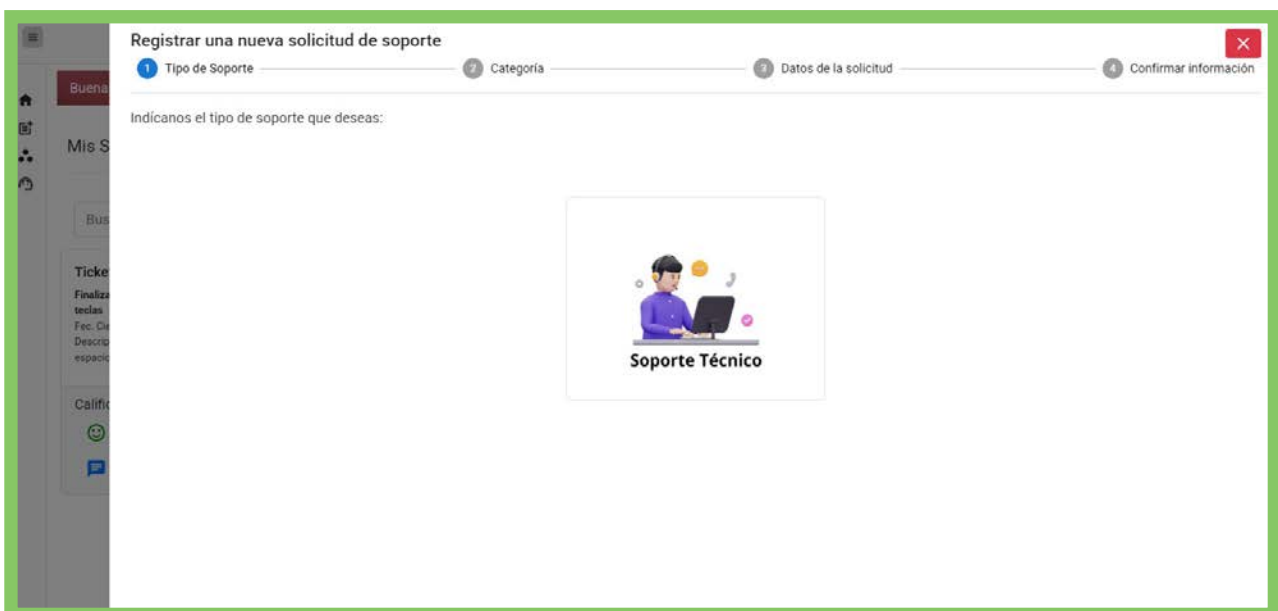 Registrar una nueva solicitud de soporte
1 Tipo de Soporte 2 Categoría 3 Datos de la solicitud 4 Confirmar información
Buena
Indícanos el tipo de soporte que deseas:
Mis S
Bus
Ticke
Finaliza
teclas
Fec. Cie
Descrip
espacio
Soporte Técnico
Califi